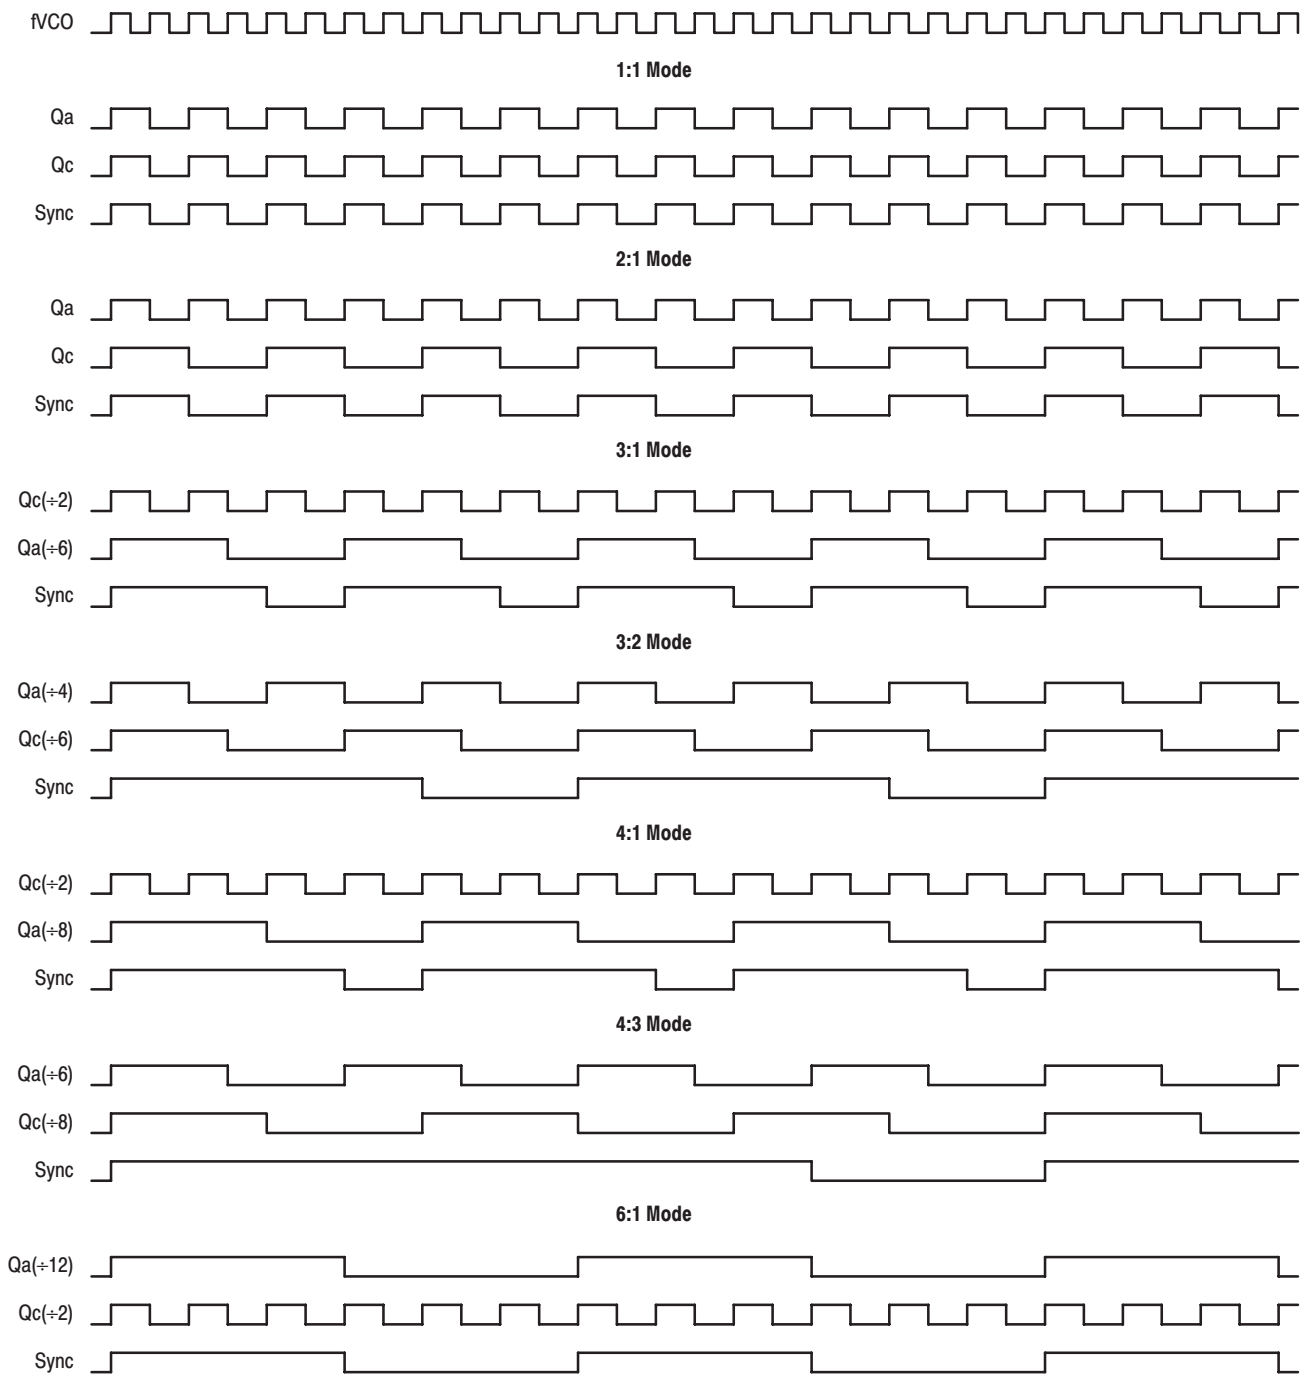 fVCO
1:1 Mode
Qa
Qc
Sync
2:1 Mode
Qa
Qc
Sync
3:1 Mode
Qc(÷2)
Qa(÷6)
Sync
3:2 Mode
Qa(÷4)
Qc(÷6)
Sync
4:1 Mode
Qc(÷2)
Qa(÷8)
Sync
4:3 Mode
Qa(÷6)
Qc(÷8)
Sync
6:1 Mode
Qa(÷12)
Qc(÷2)
Sync